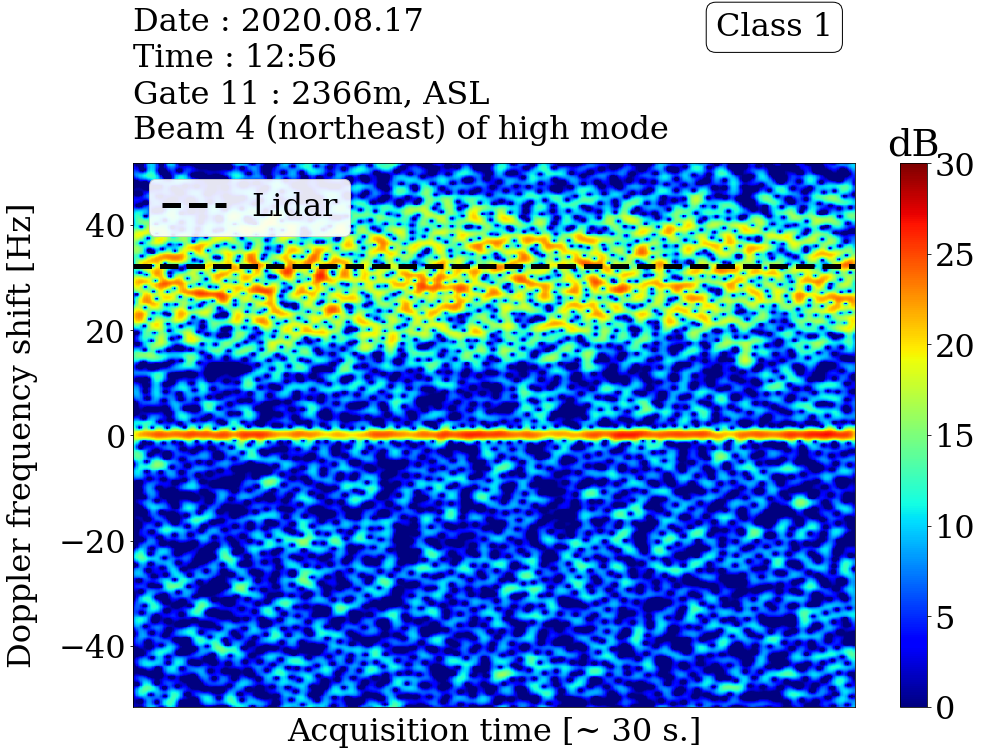 Date : 2020.08.17
Time : 12:56
Gate 11 : 2366m, ASL
Beam 4 (northeast) of high mode
Class 1
dB
Lidar
Doppler frequency shift [Hz]
40
20
0
−20
−40
30
25
20
15
10
5
0
Acquisition time [~ 30 s.]